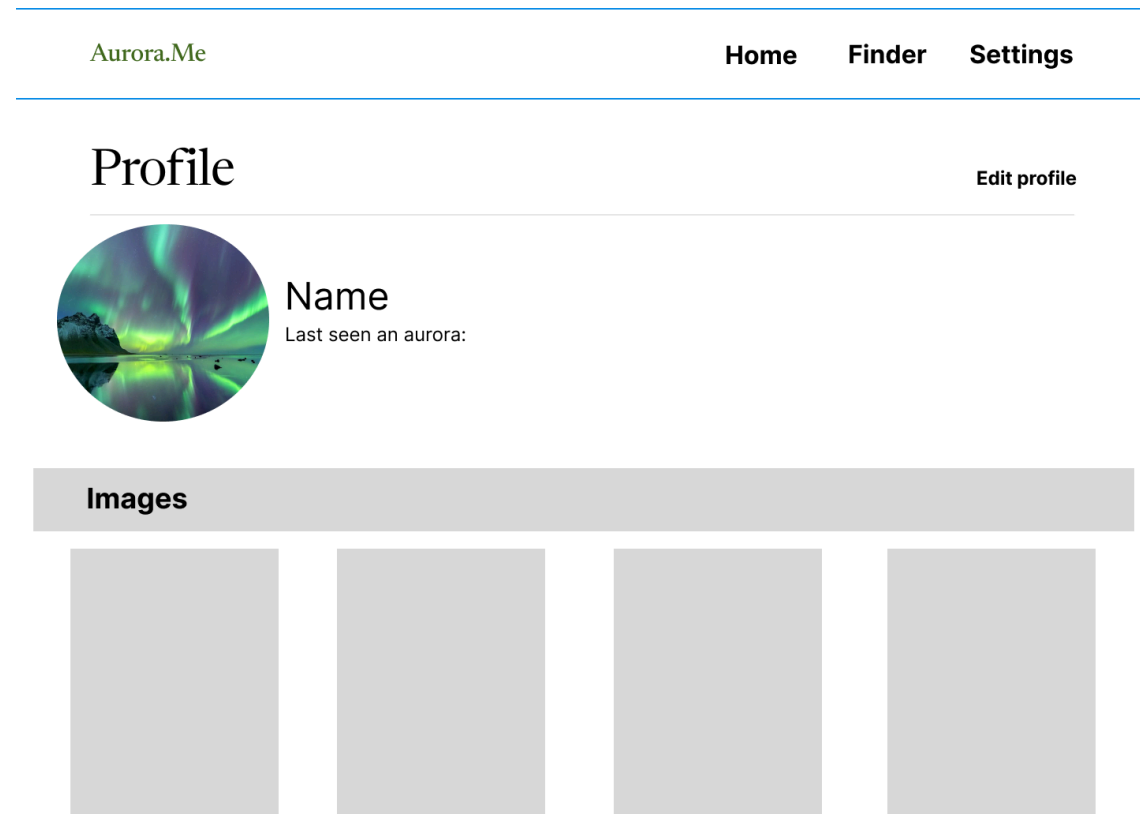 Aurora.Me
Home Finder Settings
Profile
Edit profile
Name
Last seen an aurora:
Images